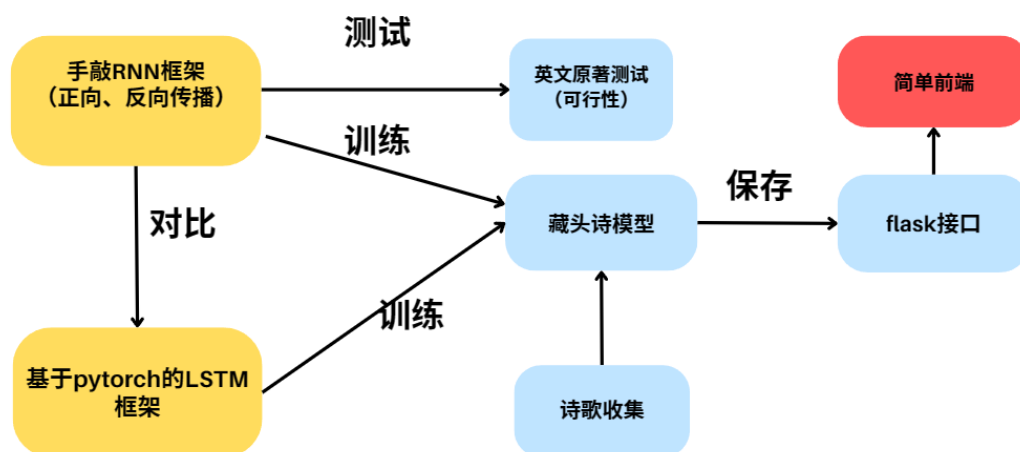 测试
手敲RNN框架
（正向、反向传播）
英文原著测试
（可行性）
简单前端
训练
对比
藏头诗模型
保存
flask接口
训练
基于pytorch的LSTM
框架
诗歌收集